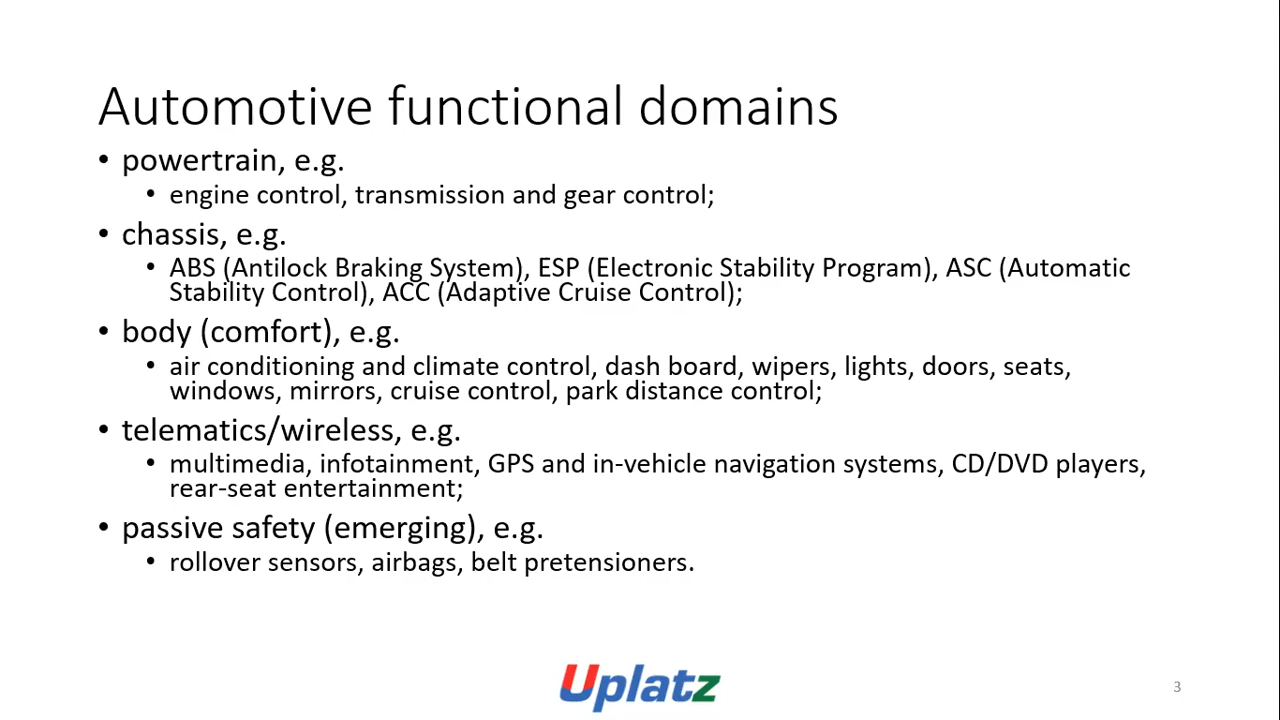 Automotive functional domains
• powertrain, e.g.
• engine control, transmission and gear control;
• chassis, e.g.
• ABS (Antilock Braking System), ESP (Electronic Stability Program), ASC (Automatic
Stability Control), ACC (Adaptive Cruise Control);
• body (comfort), e.g.
• air conditioning and climate control, dash board, wipers, lights, doors, seats,
windows, mirrors, cruise control, park distance control;
• telematics/wireless, e.g.
• multimedia, infotainment, GPS and in-vehicle navigation systems, CD/DVD players,
rear-seat entertainment;
• passive safety (emerging), e.g.
• rollover sensors, airbags, belt pretensioners.
Uplatz
3